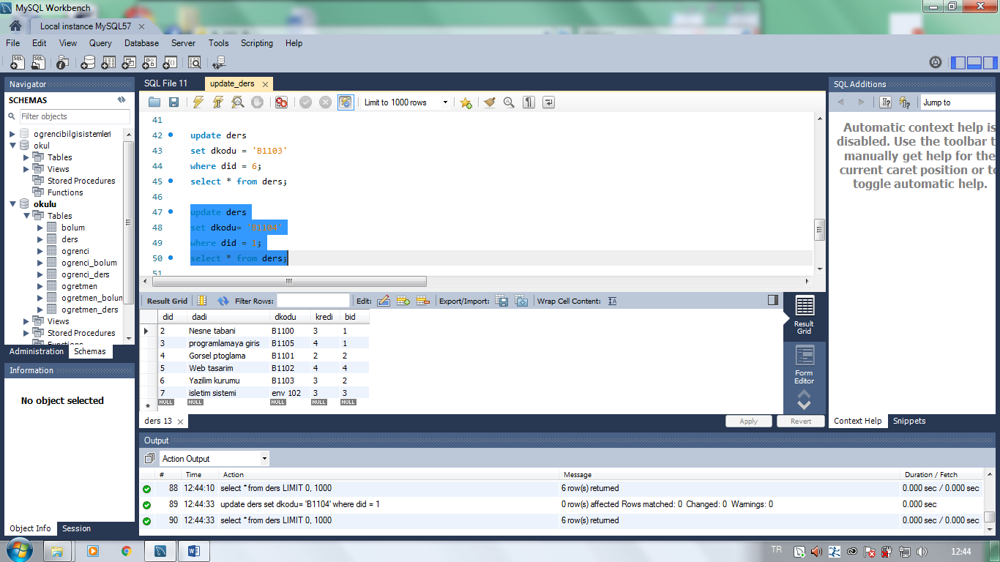 MySQL Workbench
Local instance MySQL57
File Edit View Query Database Server Tools Scripting Help
Navigator
SCHEMAS
Filter objects
ogrencibilgisistemleri
okul
Tables
Views
Stored Procedures
Functions
okulu
Tables
bolum
ders
ogrenci
ogrenci_bolum
ogrenci_ders
ogretmen
ogretmen_bolun
ogretmen_ders
Views
Stored Procedures
Administration Schemas
Information
No object selected
Object Info Session
SQL File 11 update_ders
Limit to 1000 rows
41
42 update ders
43 set dkodu = 'B1103'
44 where did = 6;
45 select * from ders;
46
47 update ders
48 set dkodu= 'B1104'
49 where did = 1;
50 select * from ders;
51
Result Grid Filter Rows: Edit: Export/Import: Wrap Cell Content:
did dadi dkodu kredi bid
2 Nesne tabani B1100 3 1
3 programlamaya giris B1105 4 1
4 Gorsel ptoglama B1101 2 2
5 Web tasarim B1102 4 4
6 Yazilim kurumu B1103 3 2
7 isletim sistemi env 102 3 3
NULL NULL NULL NULL NULL
Result Grid
Form Editor
ders 13 Apply Revert
SQL Additions
Jump to
Automatic context help is
disabled. Use the toolbar t
manually get help for the
current caret position or to
toggle automatic help.
Context Help Snippets
Output
Action Output
# Time Action Message Duration / Fetch
88 12:44:10 select * from ders LIMIT 0, 1000 6 row(s) returned 0.000 sec / 0.000 sec
89 12:44:33 update ders set dkodu= 'B1104' where did = 1 0 row(s) affected Rows matched: 0 Changed: 0 Warnings: 0 0.000 sec
90 12:44:33 select * from ders LIMIT 0, 1000 6 row(s) returned 0.000 sec / 0.000 sec
TR 12:44